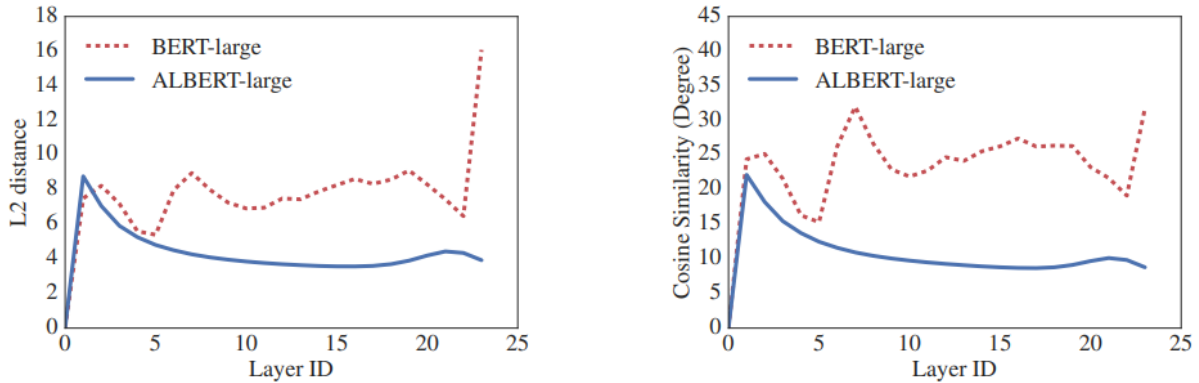 18
16
14
12
10
8
6
4
2
0
L2 distance
BERT-large
ALBERT-large
0 5 10 15 20 25
Layer ID
45
40
35
30
25
20
15
10
5
0
Cosine Similarity (Degree)
BERT-large
ALBERT-large
0 5 10 15 20 25
Layer ID